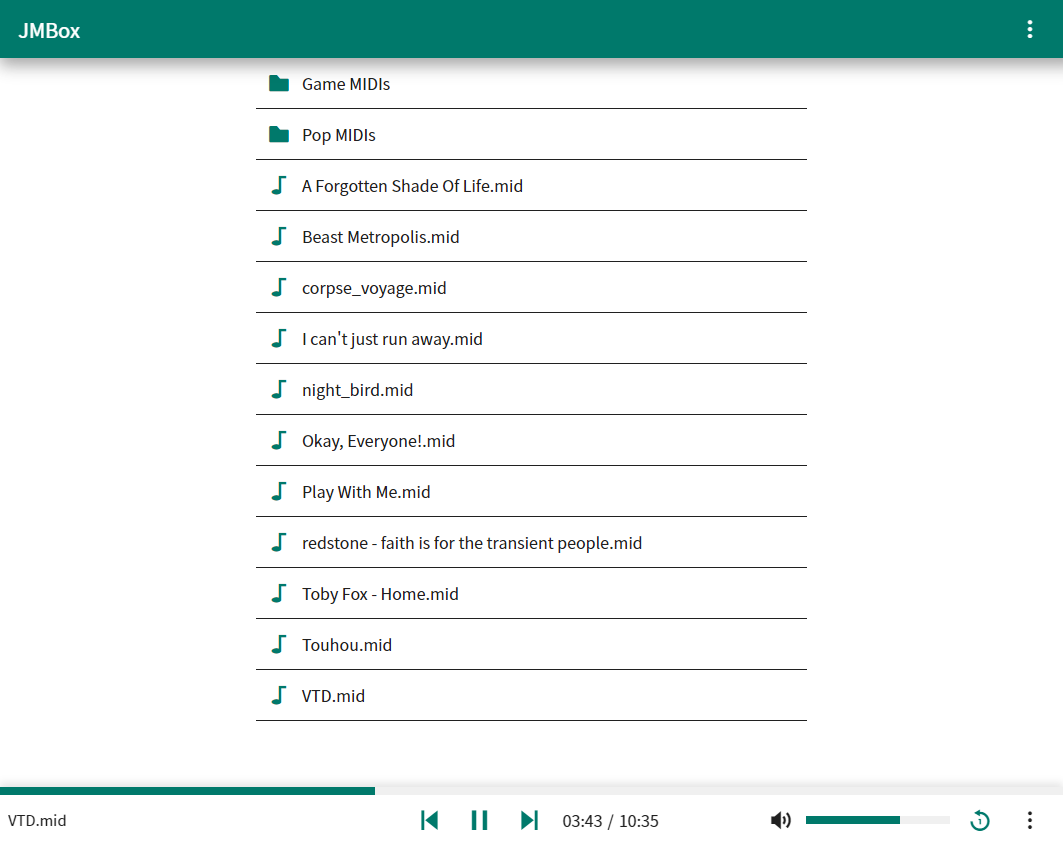 JMBox
Game MIDIs
Pop MIDIs
A Forgotten Shade Of Life.mid
Beast Metropolis.mid
corpse_voyage.mid
I can't just run away.mid
night_bird.mid
Okay, Everyone!.mid
Play With Me.mid
redstone - faith is for the transient people.mid
Toby Fox - Home.mid
Touhou.mid
VTD.mid
VTD.mid 03:43 / 10:35 1